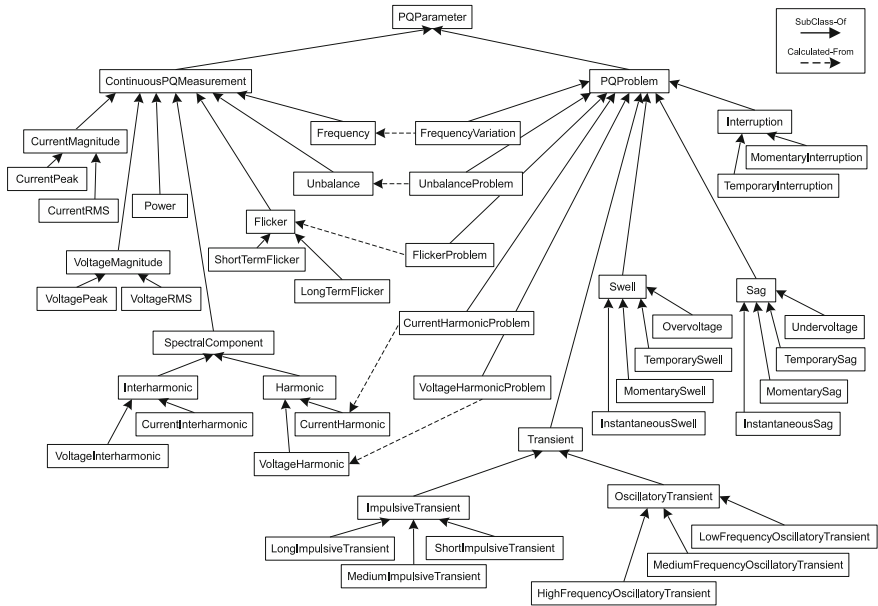 PQParameter
SubClass-Of
Calculated-From
ContinuousPQMeasurement
PQProblem
CurrentMagnitude
Frequency
FrequencyVariation
Interruption
MomentaryInterruption
CurrentPeak
TemporaryInterruption
Unbalance
UnbalanceProblem
CurrentRMS
Power
Flicker
ShortTermFlicker
FlickerProblem
VoltageMagnitude
LongTermFlicker
VoltagePeak
VoltageRMS
Swell
Sag
CurrentHarmonicProblem
Overvoltage
Undervoltage
SpectralComponent
TemporarySwell
TemporarySag
Interharmonic
Harmonic
VoltageHarmonicProblem
MomentarySwell
MomentarySag
CurrentInterharmonic
CurrentHarmonic
InstantaneousSwell
InstantaneousSag
VoltageInterharmonic
VoltageHarmonic
Transient
ImpulsiveTransient
OscillatoryTransient
LongImpulsiveTransient
ShortImpulsiveTransient
LowFrequencyOscillatoryTransient
MediumImpulsiveTransient
MediumFrequencyOscillatoryTransient
HighFrequencyOscillatoryTransient